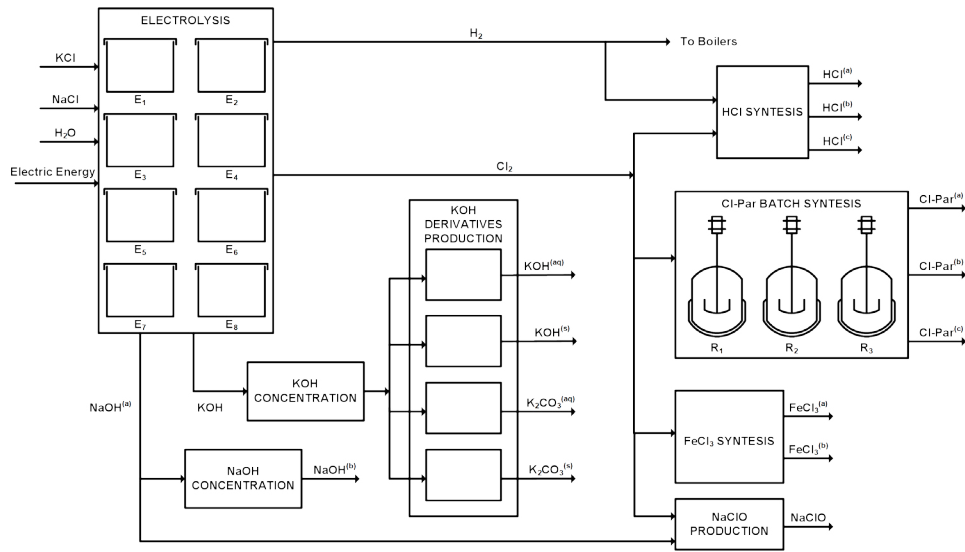 ELECTROLYSIS
E₁
E₂
E₃
E₄
E₅
E₆
E₇
E₈
KCl
NaCl
H₂O
Electric Energy
H₂
To Boilers
Cl₂
HCl SYNTESIS
HCl⁽ᵃ⁾
HCl⁽ᵇ⁾
HCl⁽ᶜ⁾
Cl-Par BATCH SYNTESIS
R₁
R₂
R₃
Cl-Par⁽ᵃ⁾
Cl-Par⁽ᵇ⁾
Cl-Par⁽ᶜ⁾
KOH
DERIVATIVES
PRODUCTION
KOH⁽ᵃq⁾
KOH⁽ˢ⁾
K₂CO₃⁽ᵃq⁾
K₂CO₃⁽ˢ⁾
KOH
CONCENTRATION
NaOH⁽ᵃ⁾
KOH
NaOH
CONCENTRATION
NaOH⁽ᵇ⁾
FeCl₃ SYNTESIS
FeCl₃⁽ᵃ⁾
FeCl₃⁽ᵇ⁾
NaClO
PRODUCTION
NaClO